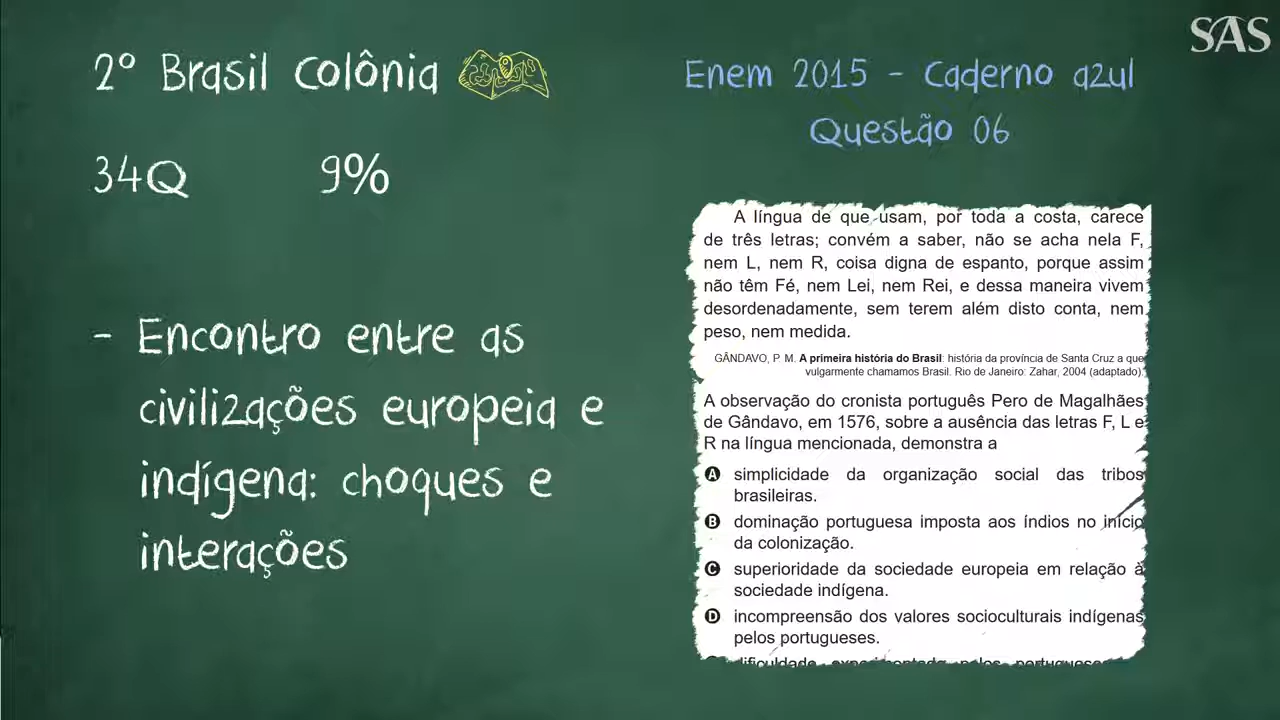 SAS
2° Brasil Colônia
34Q 9%
- Encontro entre as
civilizações europeia e
indígena: choques e
interações
Enem 2015 - Caderno azul
Questão 06
A língua de que usam, por toda a costa, carece
de três letras; convém a saber, não se acha nela F,
nem L, nem R, coisa digna de espanto, porque assim
não têm Fé, nem Lei, nem Rei, e dessa maneira vivem
desordenadamente, sem terem além disto conta, nem
peso, nem medida.
GÂNDAVO, P. M. A primeira história do Brasil: história da província de Santa Cruz a que
vulgarmente chamamos Brasil. Rio de Janeiro: Zahar, 2004 (adaptado).
A observação do cronista português Pero de Magalhães
de Gândavo, em 1576, sobre a ausência das letras F, L e
R na língua mencionada, demonstra a
A simplicidade da organização social das tribos
brasileiras.
B dominação portuguesa imposta aos índios no início
da colonização.
C superioridade da sociedade europeia em relação à
sociedade indígena.
D incompreensão dos valores socioculturais indígenas
pelos portugueses.
dificuldade experimentada pelos portugueses